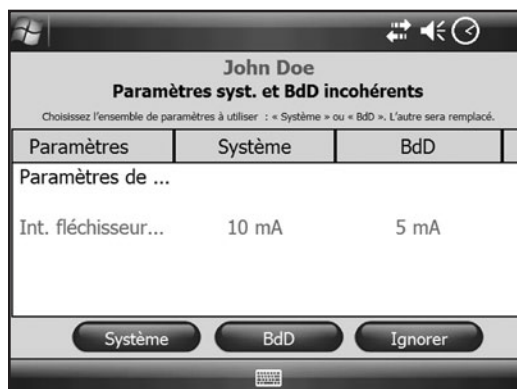 John Doe
Paramètres syst. et BdD incohérents
Choisissez l'ensemble de paramètres à utiliser : « Système » ou « BdD ». L'autre sera remplacé.
Paramètres Système BdD
Paramètres de ...
Int. fléchisseur... 10 mA 5 mA
Système BdD Ignorer